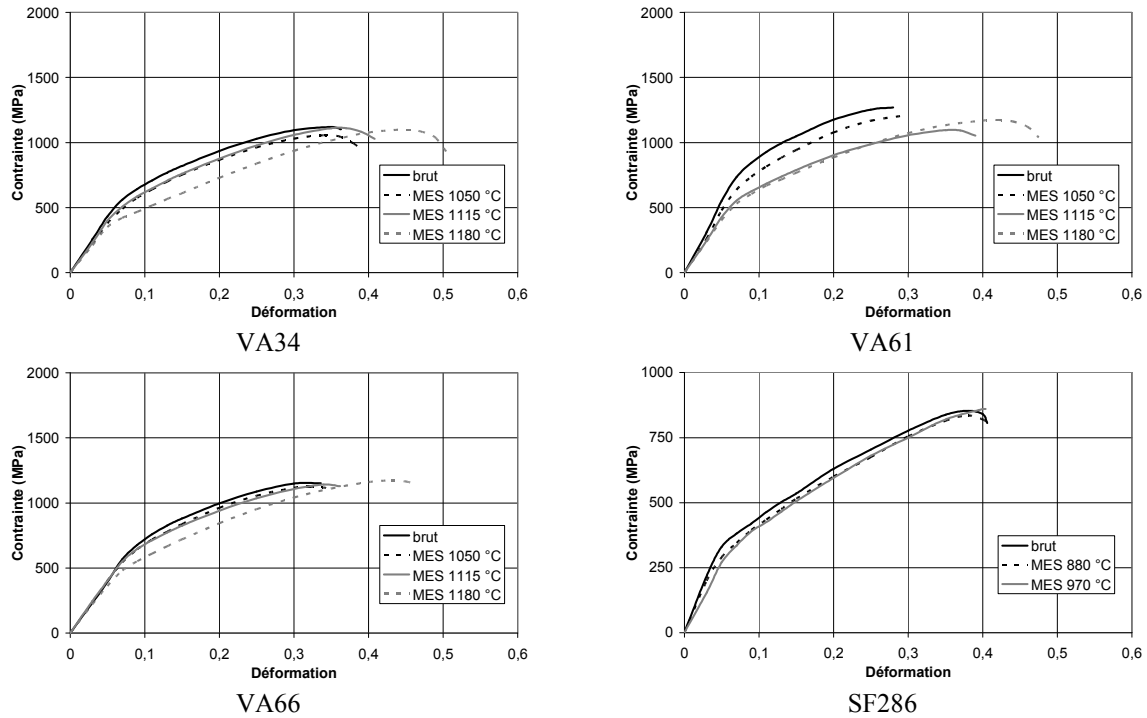 2000
1500
1000
500
0
Contrainte (MPa)
brut
MES 1050 °C
MES 1115 °C
MES 1180 °C
0 0,1 0,2 0,3 0,4 0,5 0,6
Déformation
VA34
2000
1500
1000
500
0
Contrainte (MPa)
brut
MES 1050 °C
MES 1115 °C
MES 1180 °C
0 0,1 0,2 0,3 0,4 0,5 0,6
Déformation
VA61
2000
1500
1000
500
0
Contrainte (MPa)
brut
MES 1050 °C
MES 1115 °C
MES 1180 °C
0 0,1 0,2 0,3 0,4 0,5 0,6
Déformation
VA66
1000
750
500
250
0
Contrainte (MPa)
brut
MES 880 °C
MES 970 °C
0 0,1 0,2 0,3 0,4 0,5 0,6
Déformation
SF286